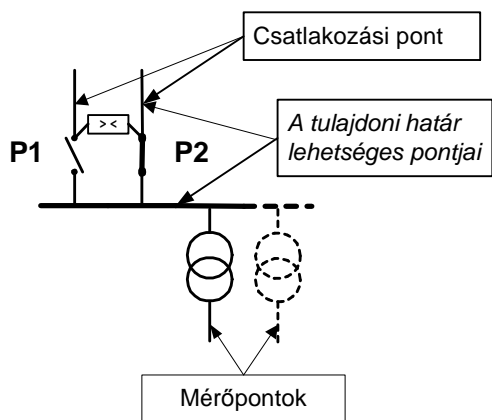 Csatlakozási pont
> <
P1
P2
A tulajdoni határ
lehetséges pontjai
Mérőpontok